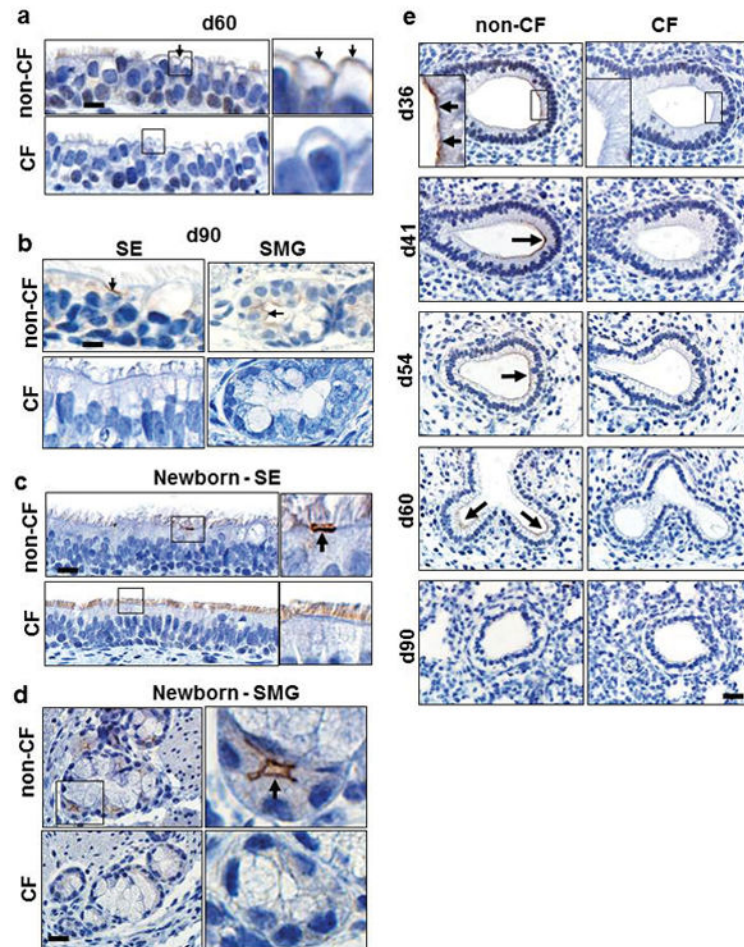 a
d60
non-CF
CF
b
d90
SE
SMG
non-CF
CF
c
Newborn - SE
non-CF
CF
d
Newborn - SMG
non-CF
CF
e
non-CF
CF
d36
d41
d54
d60
d90